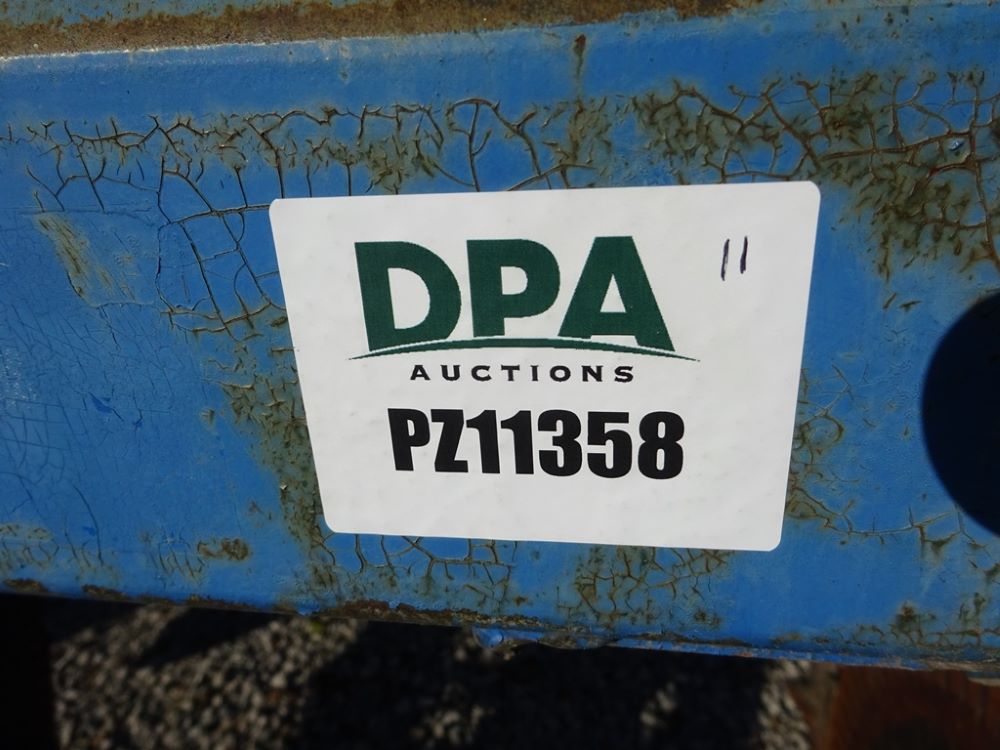 DPA
11
AUCTIONS
PZ11358